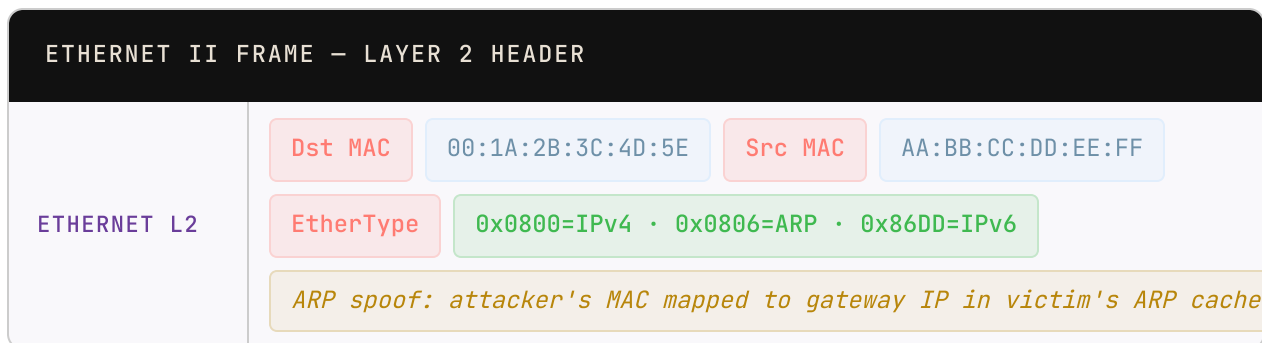 ETHERNET II FRAME — LAYER 2 HEADER
Dst MAC 00:1A:2B:3C:4D:5E Src MAC AA:BB:CC:DD:EE:FF
ETHERNET L2
EtherType 0x0800=IPv4 · 0x0806=ARP · 0x86DD=IPv6
ARP spoof: attacker's MAC mapped to gateway IP in victim's ARP cache